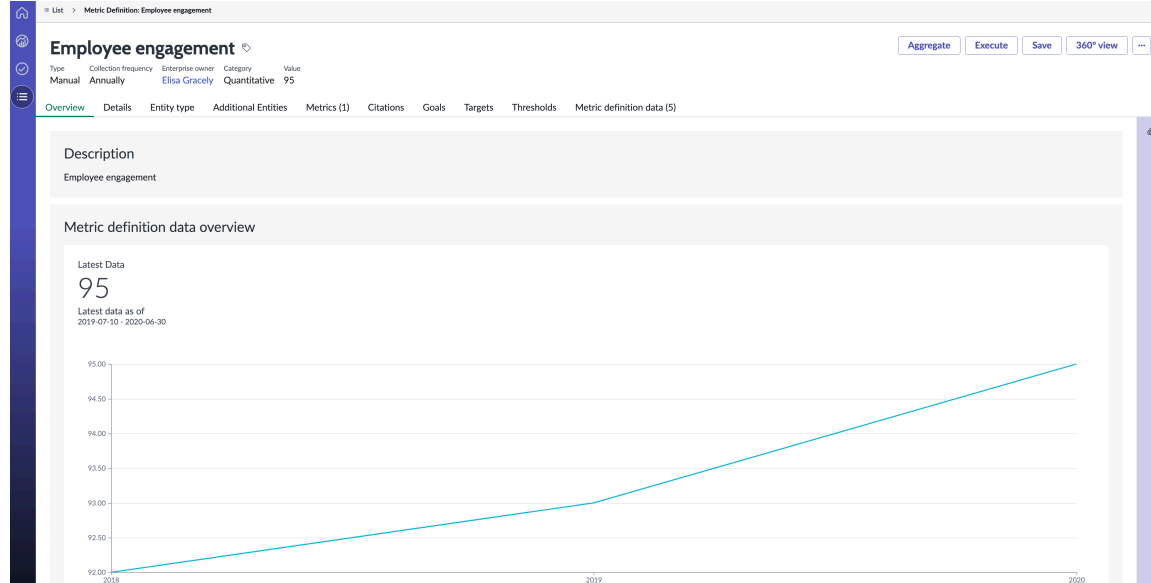 List > Metric Definition: Employee engagement
Employee engagement
Aggregate Execute Save 360° view ...
Type Collection frequency Enterprise owner Category Value
Manual Annually Elisa Gracely Quantitative 95
Overview Details Entity type Additional Entities Metrics (1) Citations Goals Targets Thresholds Metric definition data (5)
Description
Employee engagement
Metric definition data overview
Latest Data
95
Latest data as of
2019-07-10 - 2020-06-30
95.00
94.50
94.00
93.50
93.00
92.50
92.00
2018 2019 2020